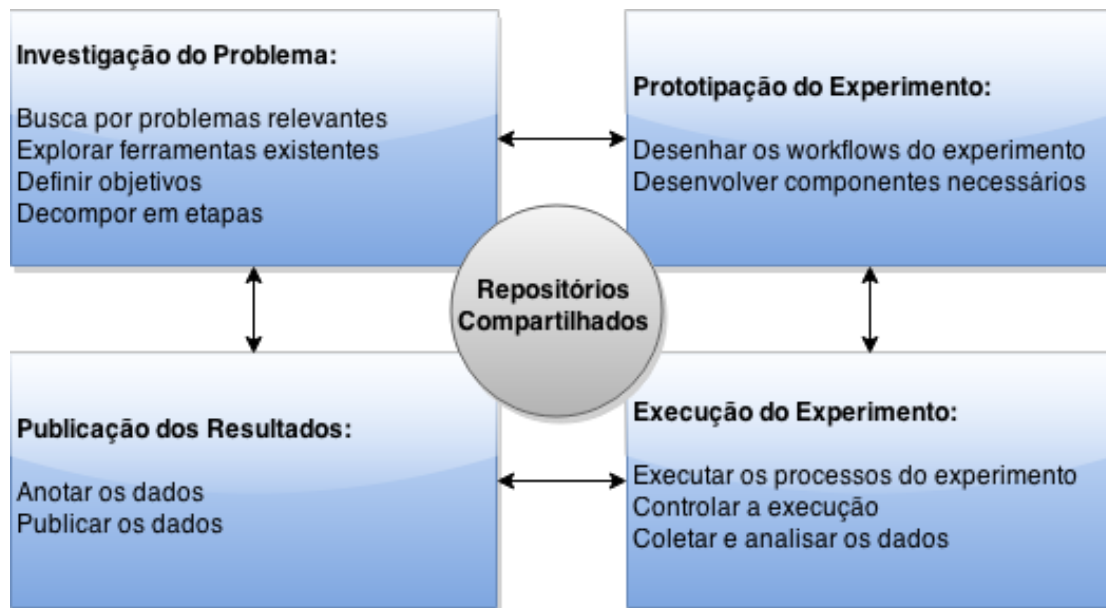 Investigação do Problema:
Busca por problemas relevantes
Explorar ferramentas existentes
Definir objetivos
Decompor em etapas
Prototipação do Experimento:
Desenhar os workflows do experimento
Desenvolver componentes necessários
Repositórios
Compartilhados
Publicação dos Resultados:
Anotar os dados
Publicar os dados
Execução do Experimento:
Executar os processos do experimento
Controlar a execução
Coletar e analisar os dados